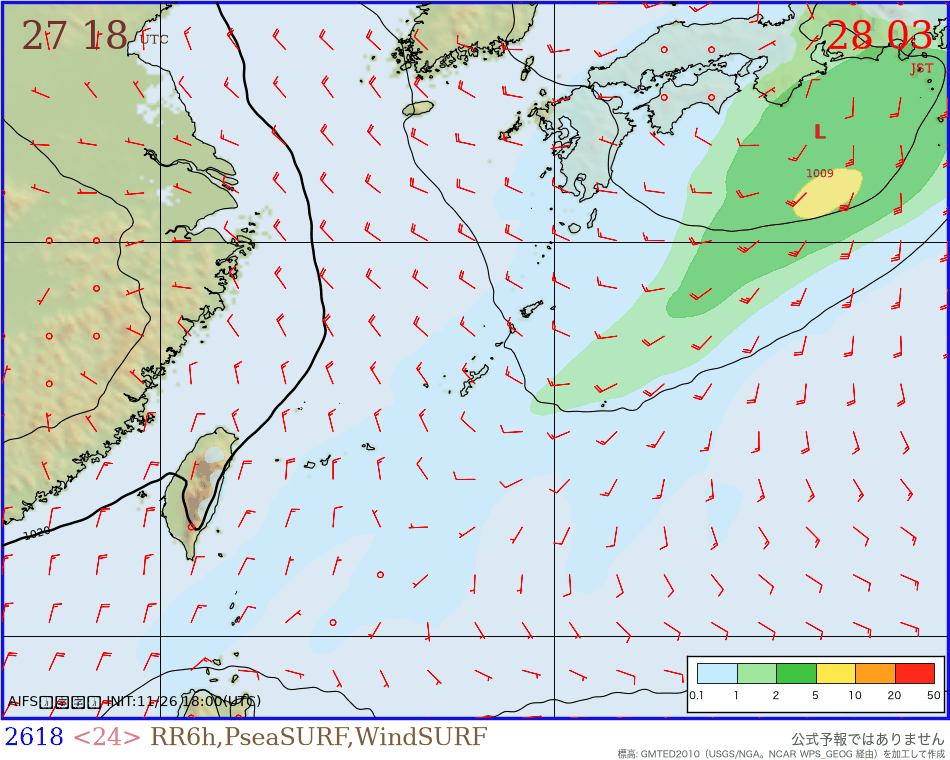 27 18 UTC
28 03
JST
L
1009
1020
AIFS INIT:11/26 18:00(UTC)
0.1 1 2 5 10 20 50
2618 <24> RR6h,PseaSURF,WindSURF
公式予報ではありません
標高: GMTED2010（USGS/NGA。NCAR WPS_GEOG 経由）を加工して作成